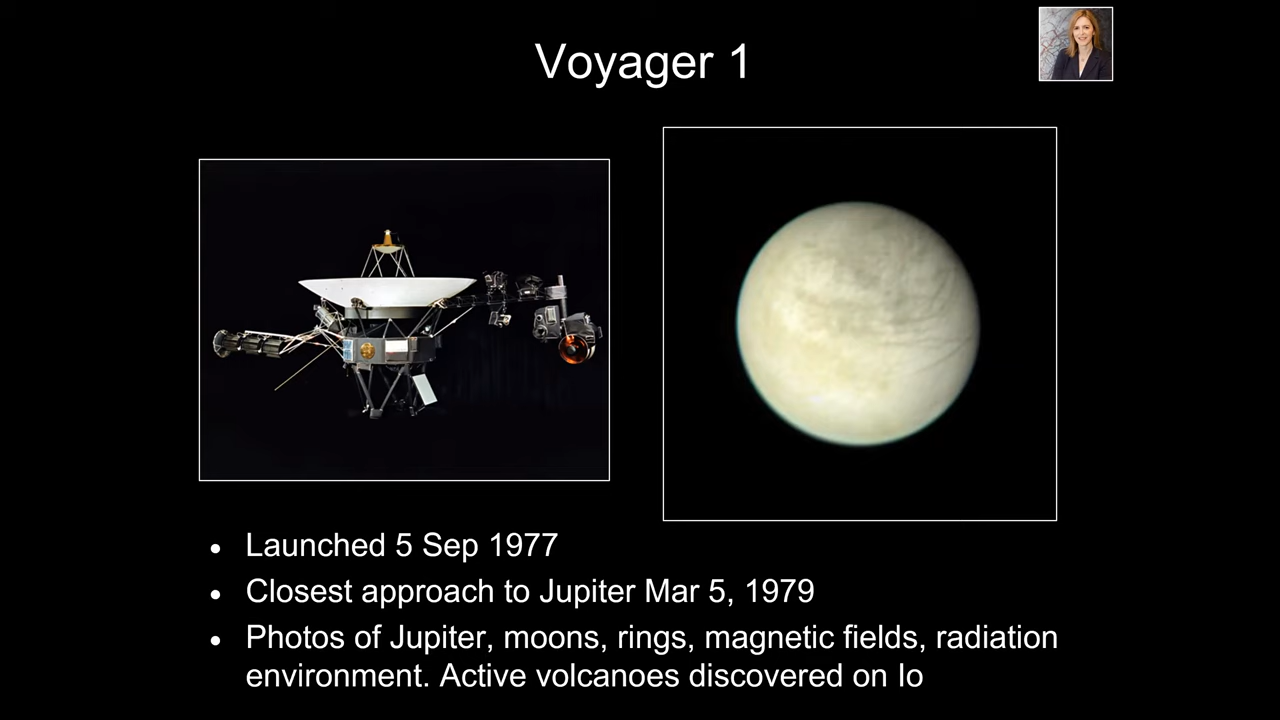 Voyager 1
• Launched 5 Sep 1977
• Closest approach to Jupiter Mar 5, 1979
• Photos of Jupiter, moons, rings, magnetic fields, radiation
environment. Active volcanoes discovered on Io